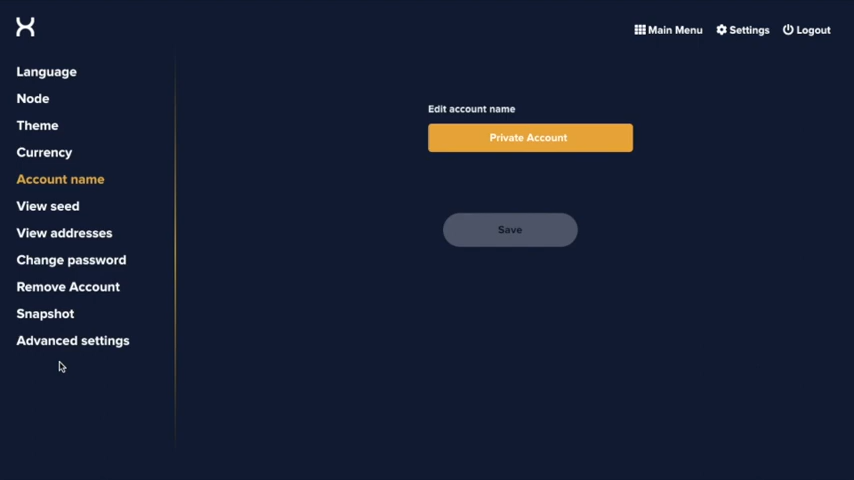 Main Menu Settings Logout
Language
Node
Theme
Currency
Account name
View seed
View addresses
Change password
Remove Account
Snapshot
Advanced settings
Edit account name
Private Account
Save